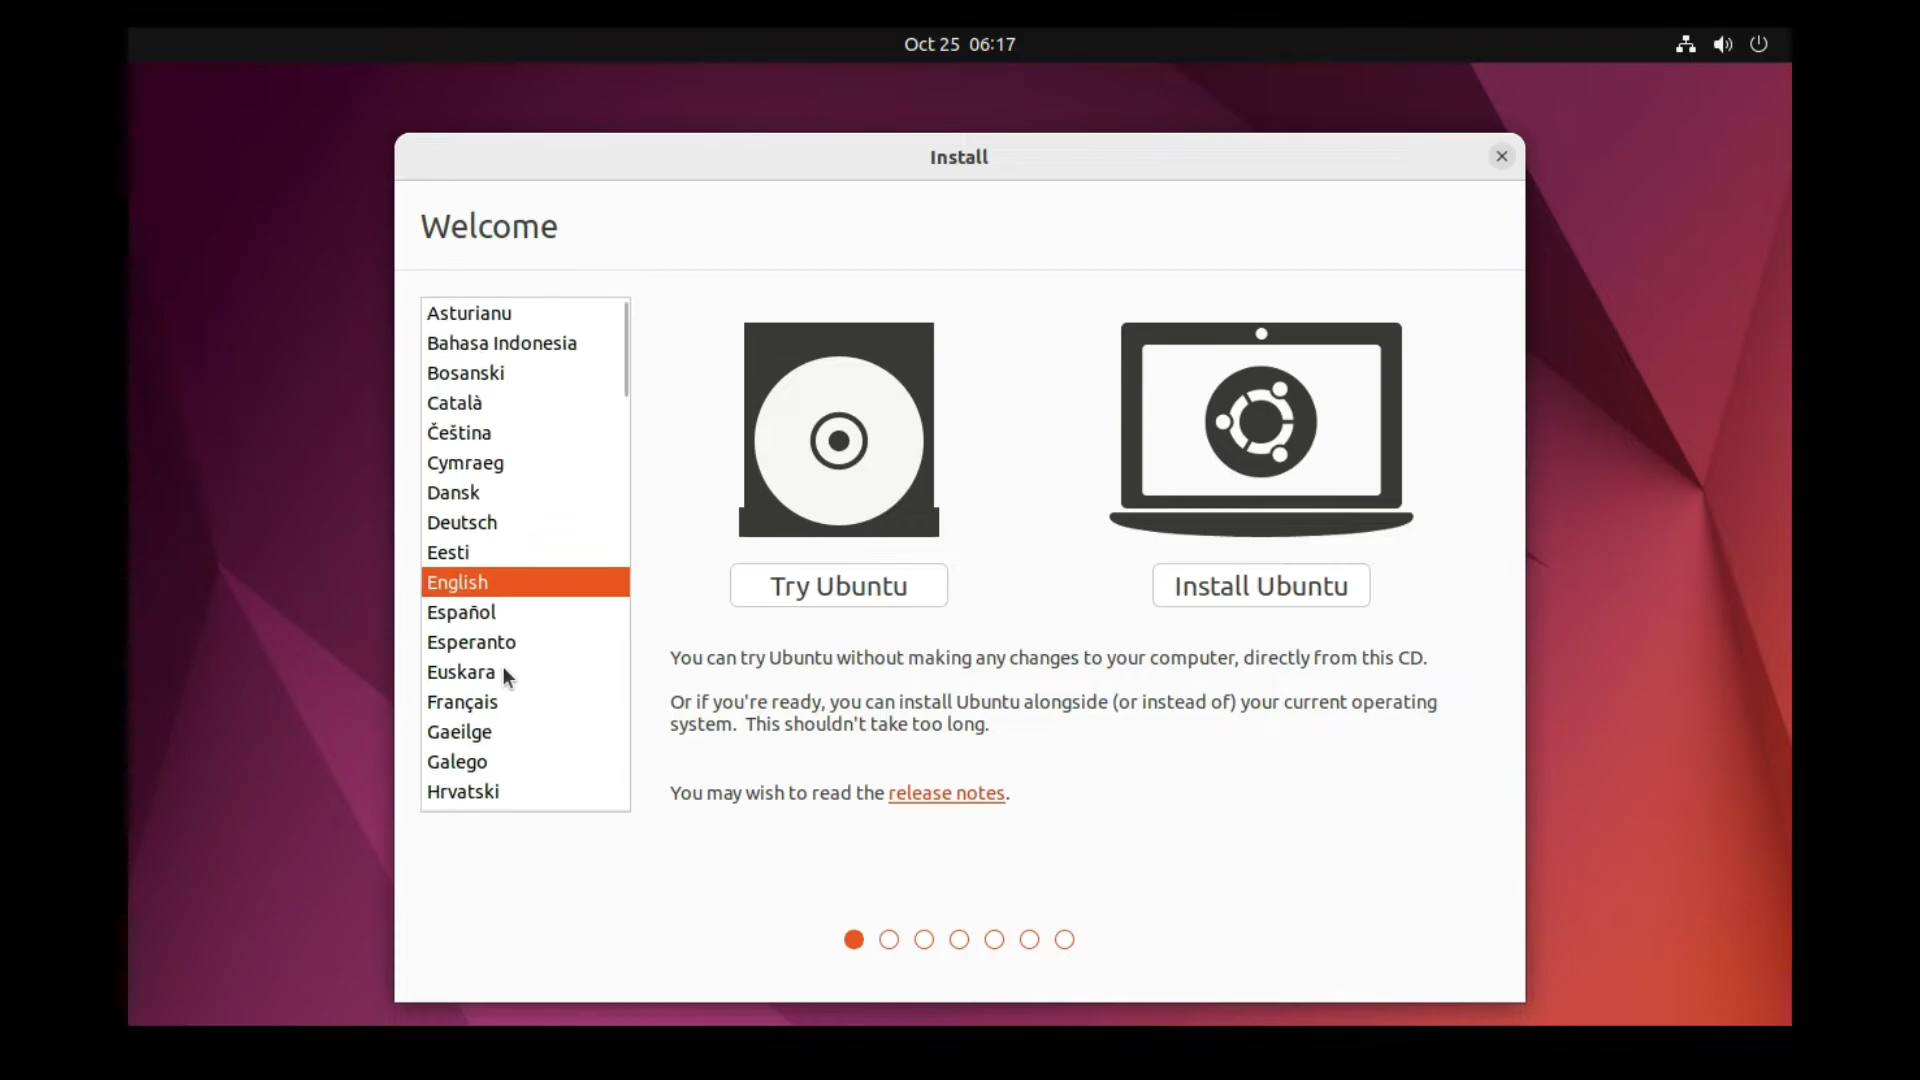 Oct 25 06:17
Install
Welcome
Asturianu
Bahasa Indonesia
Bosanski
Català
Čeština
Cymraeg
Dansk
Deutsch
Eesti
English
Español
Esperanto
Euskara
Français
Gaeilge
Galego
Hrvatski
Try Ubuntu
Install Ubuntu
You can try Ubuntu without making any changes to your computer, directly from this CD.
Or if you're ready, you can install Ubuntu alongside (or instead of) your current operating
system.  This shouldn't take too long.
You may wish to read the release notes.